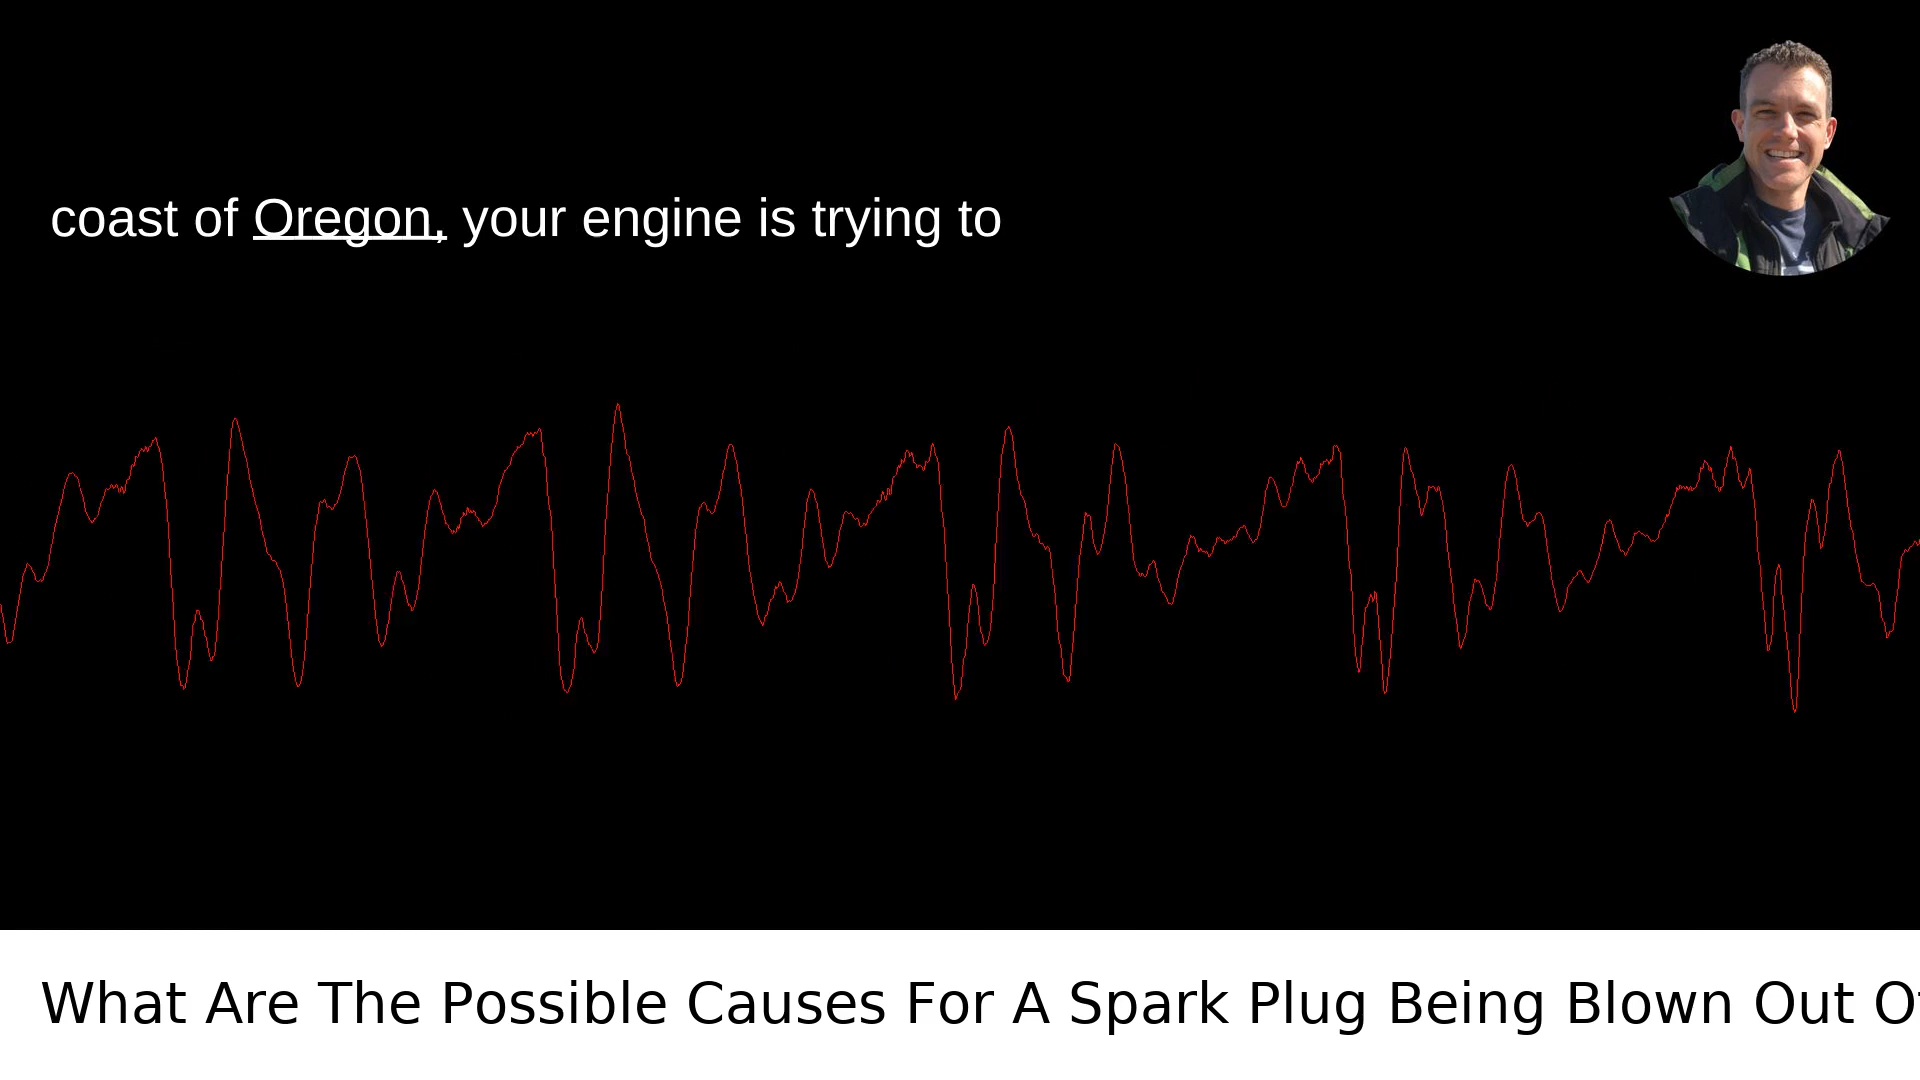 coast of Oregon, your engine is trying to
What Are The Possible Causes For A Spark Plug Being Blown Out O